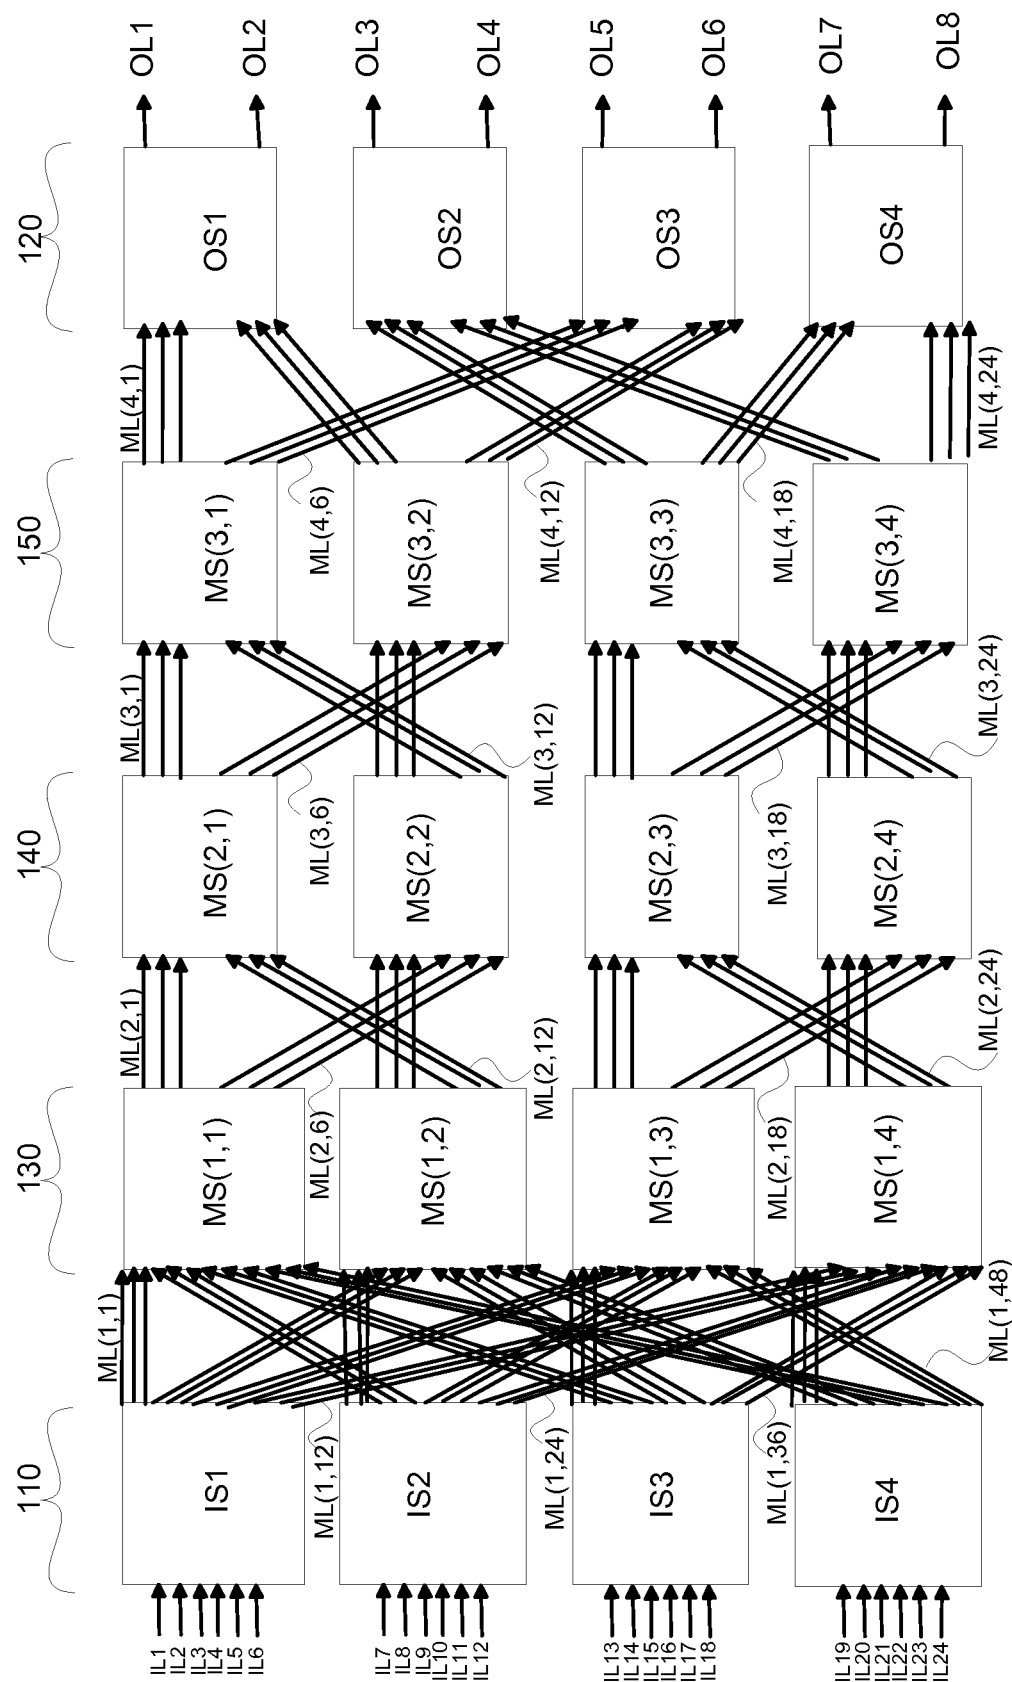 OL1
OL2
OL3
OL4
OL5
OL6
OL7
OL8
120
OS1
OS2
OS3
OS4
ML(4,1)
ML(4,6)
ML(4,12)
ML(4,18)
ML(4,24)
150
MS(3,1)
MS(3,2)
MS(3,3)
MS(3,4)
ML(3,1)
ML(3,6)
ML(3,12)
ML(3,18)
ML(3,24)
140
MS(2,1)
MS(2,2)
MS(2,3)
MS(2,4)
ML(2,1)
ML(2,6)
ML(2,12)
ML(2,18)
ML(2,24)
130
MS(1,1)
MS(1,2)
MS(1,3)
MS(1,4)
ML(1,1)
ML(1,12)
ML(1,24)
ML(1,36)
ML(1,48)
110
IS1
IS2
IS3
IS4
IL1
IL2
IL3
IL4
IL5
IL6
IL7
IL8
IL9
IL10
IL11
IL12
IL13
IL14
IL15
IL16
IL17
IL18
IL19
IL20
IL21
IL22
IL23
IL24